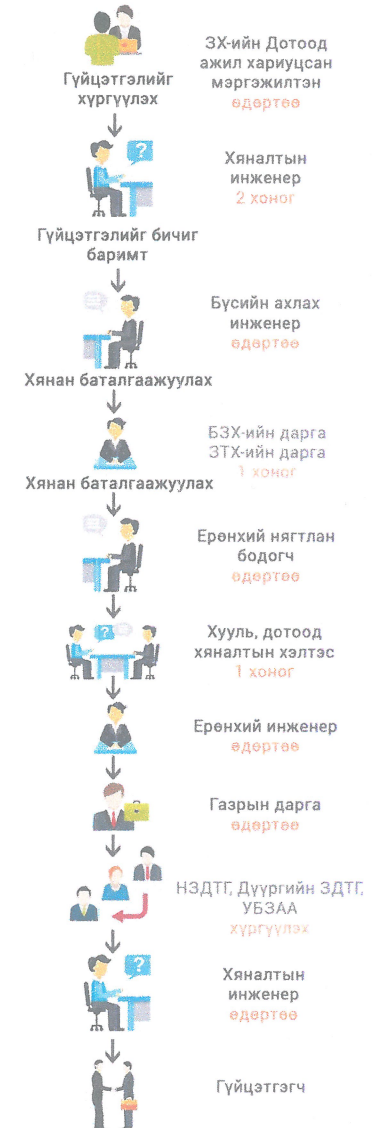 ЗХ-ийн Дотоод
ажил хариуцсан
мэргэжилтэн
өдөртөө
Гүйцэтгэлийг
хүргүүлэх
Хяналтын
инженер
2 хоног
Гүйцэтгэлийг бичиг
баримт
Бүсийн ахлах
инженер
өдөртөө
Хянан баталгаажуулах
БЗХ-ийн дарга
ЗТХ-ийн дарга
1 хоног
Хянан баталгаажуулах
Ерөнхий нягтлан
бодогч
өдөртөө
Хууль, дотоод
хяналтын хэлтэс
1 хоног
Ерөнхий инженер
өдөртөө
Газрын дарга
өдөртөө
НЗДТГ, Дүүргийн ЗДТГ,
УБЗАА
хүргүүлэх
Хяналтын
инженер
өдөртөө
Гүйцэтгэгч